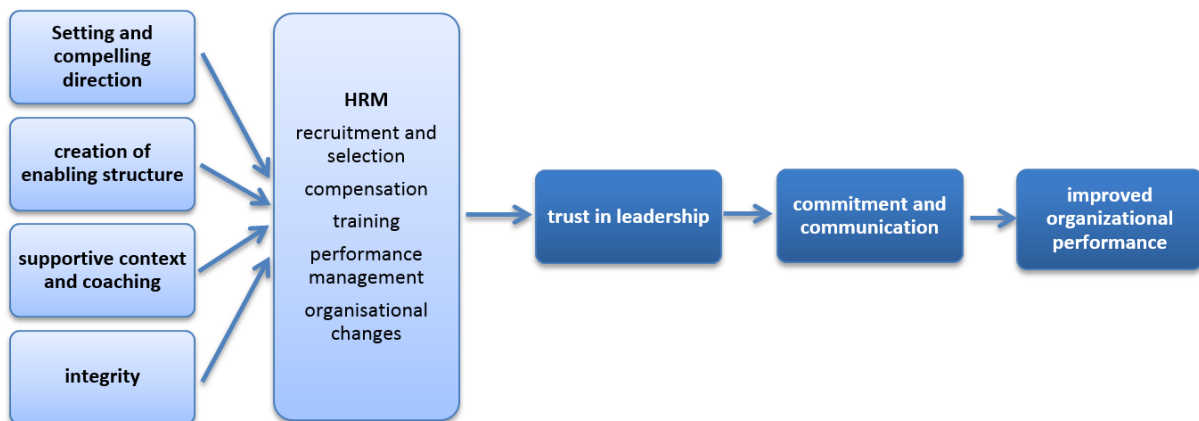 Setting and
compelling
direction
creation of
enabling structure
supportive context
and coaching
integrity
HRM
recruitment and
selection
compensation
training
performance
management
organisational
changes
trust in leadership
commitment and
communication
improved
organizational
performance